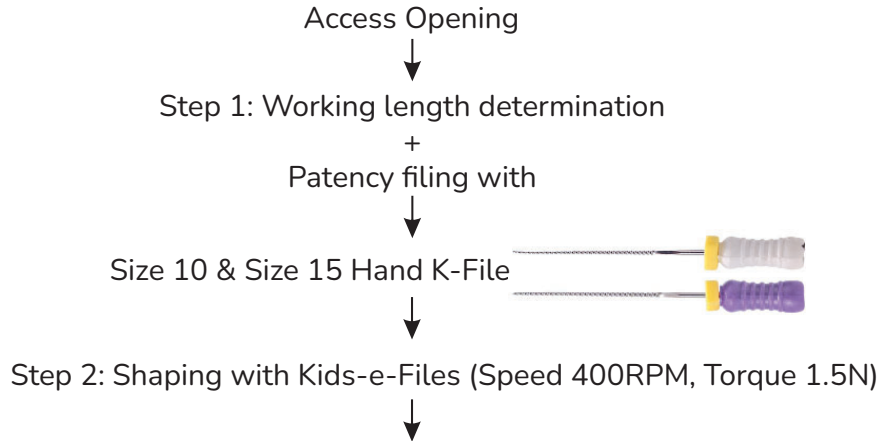 Access Opening
Step 1: Working length determination
+
Patency filing with
Size 10 & Size 15 Hand K-File
Step 2: Shaping with Kids-e-Files (Speed 400RPM, Torque 1.5N)